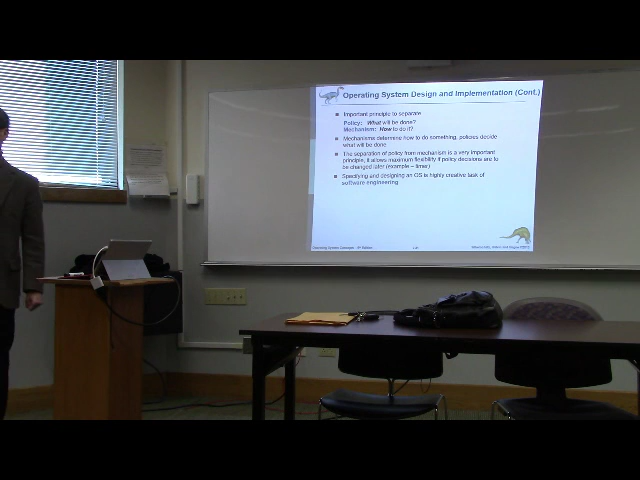 Operating System Design and Implementation (Cont.)
Important principle to separate
Policy: What will be done?
Mechanism: How to do it?
Mechanisms determine how to do something, policies decide
what will be done
The separation of policy from mechanism is a very important
principle, it allows maximum flexibility if policy decisions are to
be changed later (example – timer)
Specifying and designing an OS is highly creative task of
software engineering
Operating System Concepts – 9th Edition
Silberschatz, Galvin and Gagne ©2013